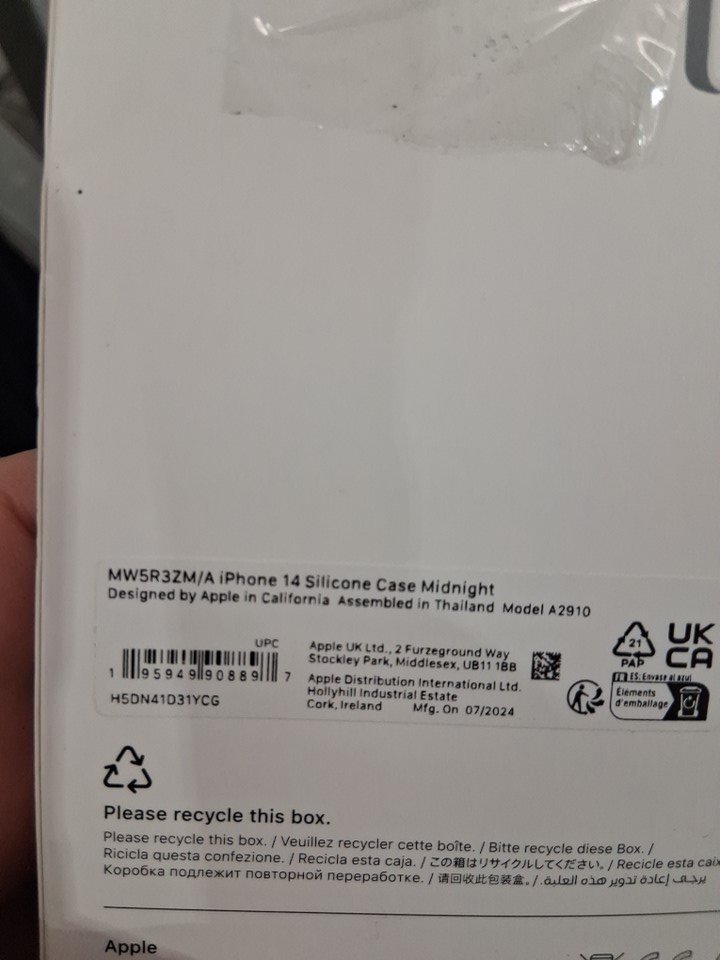 MW5R3ZM/A iPhone 14 Silicone Case Midnight
Designed by Apple in California Assembled in Thailand Model A2910
UPC
1 95949 90889 7
H5DN41D31YCG
Apple UK Ltd., 2 Furzeground Way
Stockley Park, Middlesex, UB11 1BB
Apple Distribution International Ltd.
Hollyhill Industrial Estate
Cork, Ireland Mfg. On 07/2024
21
PAP
UK
CA
FR ES: Envase al azul
Éléments
d'emballage
Please recycle this box.
Please recycle this box. / Veuillez recycler cette boîte. / Bitte recycle diese Box. /
Ricicla questa confezione. / Recicla esta caja. / この箱はリサイクルしてください。 / Recicle esta caix
Коробка подлежит повторной переработке. / 请回收此包装盒。 / يرجى إعادة تدوير هذه العلبة.
Apple